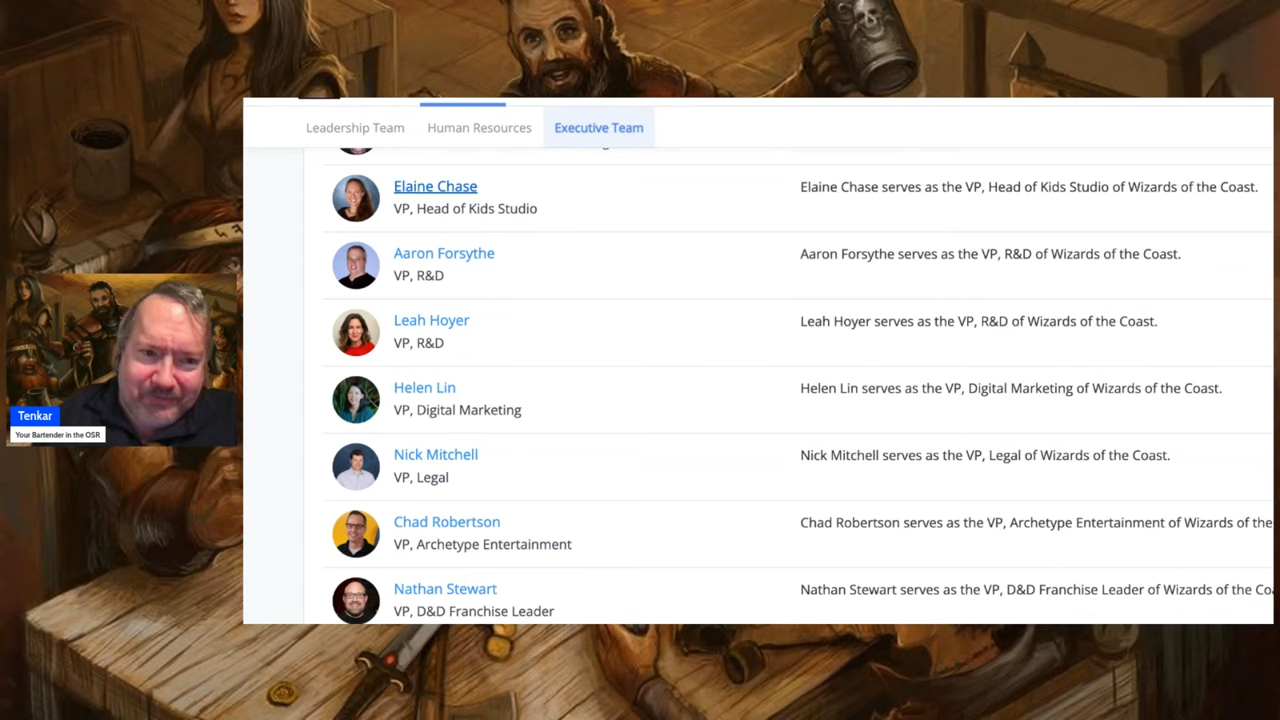 Leadership Team Human Resources Executive Team
Elaine Chase Elaine Chase serves as the VP, Head of Kids Studio of Wizards of the Coast.
VP, Head of Kids Studio
Aaron Forsythe Aaron Forsythe serves as the VP, R&D of Wizards of the Coast.
VP, R&D
Leah Hoyer Leah Hoyer serves as the VP, R&D of Wizards of the Coast.
VP, R&D
Helen Lin Helen Lin serves as the VP, Digital Marketing of Wizards of the Coast.
VP, Digital Marketing
Nick Mitchell Nick Mitchell serves as the VP, Legal of Wizards of the Coast.
VP, Legal
Chad Robertson Chad Robertson serves as the VP, Archetype Entertainment of Wizards of the
VP, Archetype Entertainment
Nathan Stewart Nathan Stewart serves as the VP, D&D Franchise Leader of Wizards of the Co
VP, D&D Franchise Leader
Tenkar
Your Bartender in the OSR